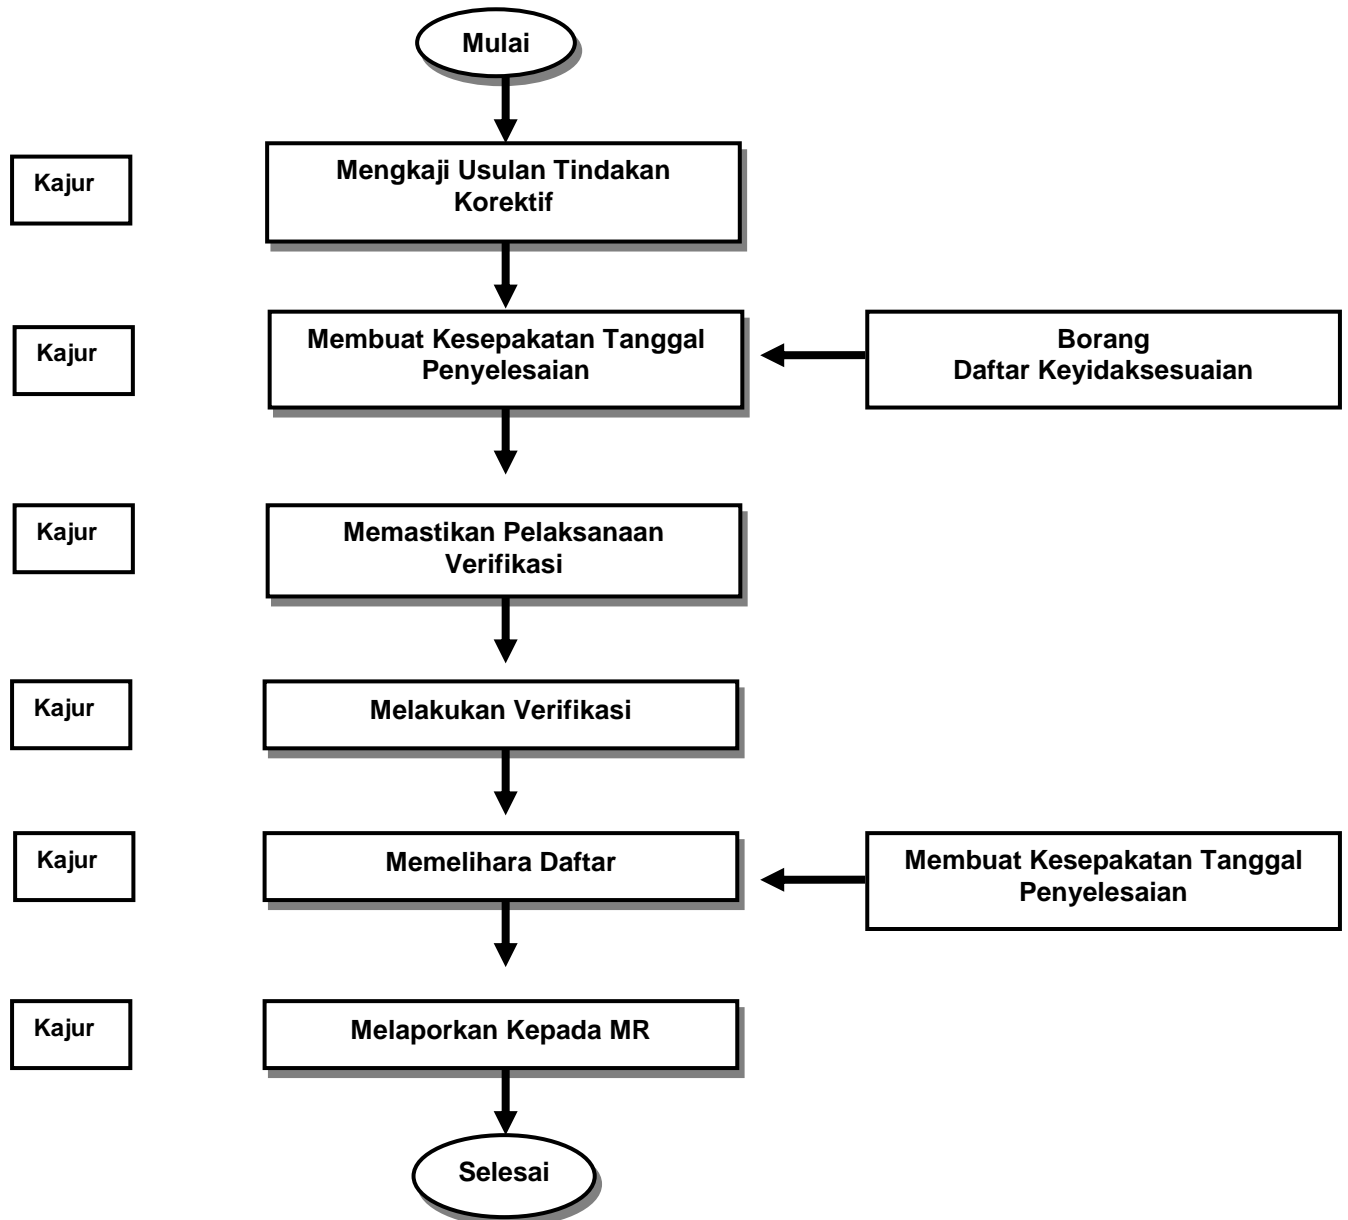 Mulai
Kajur
Mengkaji Usulan Tindakan
Korektif
Kajur
Membuat Kesepakatan Tanggal
Penyelesaian
Borang
Daftar Keyidaksesuaian
Kajur
Memastikan Pelaksanaan
Verifikasi
Kajur
Melakukan Verifikasi
Kajur
Memelihara Daftar
Membuat Kesepakatan Tanggal
Penyelesaian
Kajur
Melaporkan Kepada MR
Selesai